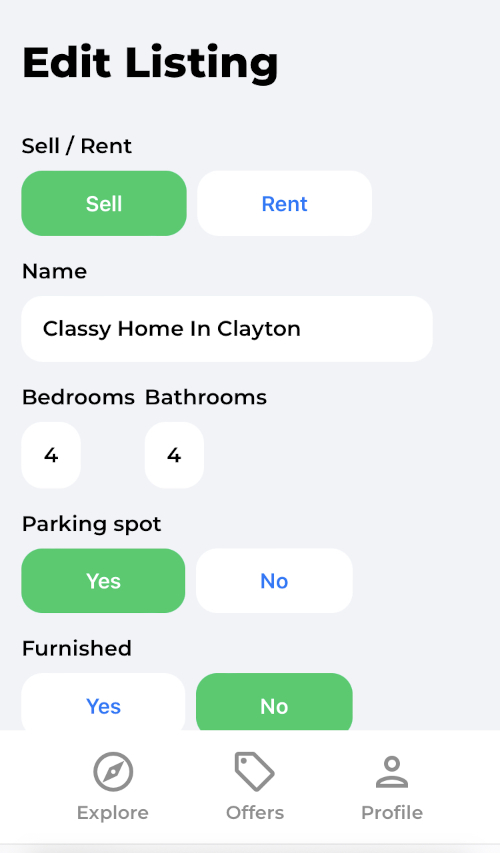 Edit Listing
Sell / Rent
Sell Rent
Name
Classy Home In Clayton
Bedrooms Bathrooms
4 4
Parking spot
Yes No
Furnished
Yes No
Explore Offers Profile